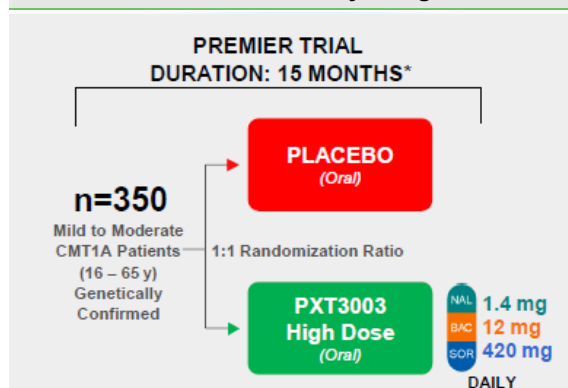 PREMIER TRIAL
DURATION: 15 MONTHS*
PLACEBO
(Oral)
n=350
Mild to Moderate
CMT1A Patients
(16 – 65 y)
Genetically
Confirmed
1:1 Randomization Ratio
PXT3003
High Dose
(Oral)
NAL 1.4 mg
BAC 12 mg
SOR 420 mg
DAILY